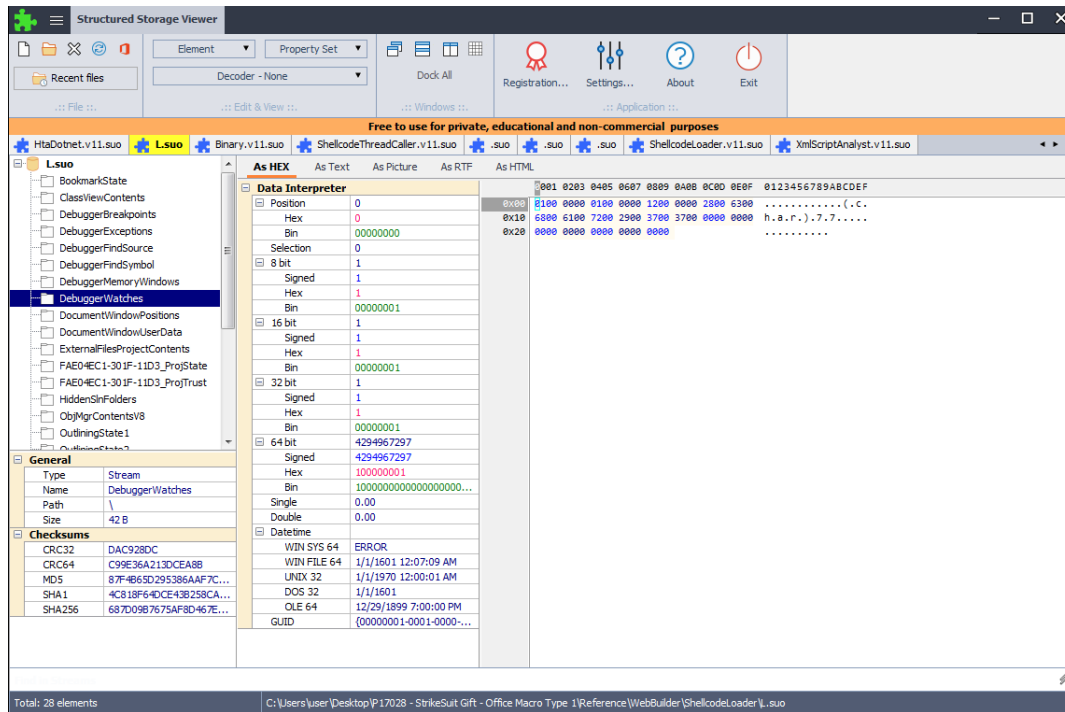 Structured Storage Viewer
Element Property Set
Recent files Decoder - None Dock All Registration... Settings... About Exit
.:: File ::. .:: Edit & View ::. .:: Windows ::. .:: Application ::.
Free to use for private, educational and non-commercial purposes
HtaDotnet.v11.suo L.suo Binary.v11.suo ShellcodeThreadCaller.v11.suo .suo .suo .suo ShellcodeLoader.v11.suo XmlScriptAnalyst.v11.suo
L.suo
BookmarkState
ClassViewContents
DebuggerBreakpoints
DebuggerExceptions
DebuggerFindSource
DebuggerFindSymbol
DebuggerMemoryWindows
DebuggerWatches
DocumentWindowPositions
DocumentWindowUserData
ExternalFilesProjectContents
FAE04EC1-301F-11D3_ProjState
FAE04EC1-301F-11D3_ProjTrust
HiddenSlnFolders
ObjMgrContentsV8
OutliningState1
General
Type Stream
Name DebuggerWatches
Path \
Size 42 B
Checksums
CRC32 DAC928DC
CRC64 C99E36A213DCEA8B
MD5 87F4B65D295386AAF7C...
SHA1 4C818F64DCE43B258CA...
SHA256 687D09B7675AF8D467E...
As HEX As Text As Picture As RTF As HTML
Data Interpreter
Position 0
Hex 0
Bin 00000000
Selection 0
8 bit 1
Signed 1
Hex 1
Bin 00000001
16 bit 1
Signed 1
Hex 1
Bin 00000001
32 bit 1
Signed 1
Hex 1
Bin 00000001
64 bit 4294967297
Signed 4294967297
Hex 100000001
Bin 1000000000000000000...
Single 0.00
Double 0.00
Datetime
WIN SYS 64 ERROR
WIN FILE 64 1/1/1601 12:07:09 AM
UNIX 32 1/1/1970 12:00:01 AM
DOS 32 1/1/1601
OLE 64 12/29/1899 7:00:00 PM
GUID {00000001-0001-0000-...
0001 0203 0405 0607 0809 0A0B 0C0D 0E0F 0123456789ABCDEF
0x00 0100 0000 0100 0000 1200 0000 2800 6300 ............(.c.
0x10 6800 6100 7200 2900 3700 3700 0000 0000 h.a.r.).7.7.....
0x20 0000 0000 0000 0000 0000 ..........
Total: 28 elements C:\Users\user\Desktop\P17028 - StrikeSuit Gift - Office Macro Type 1\Reference\WebBuilder\ShellcodeLoader\L.suo